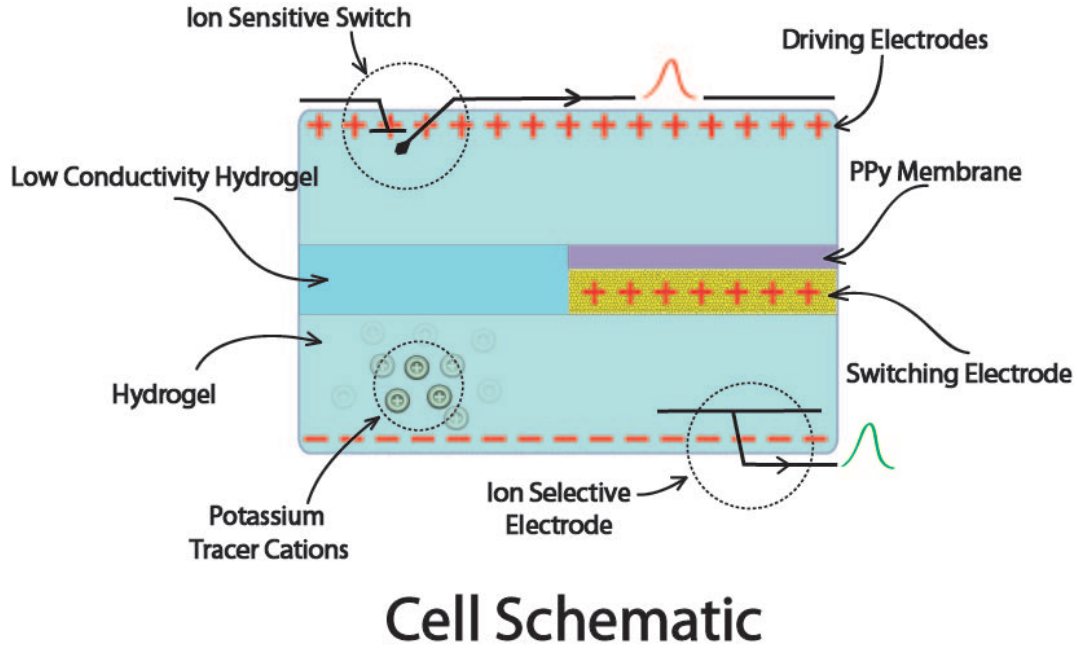 Ion Sensitive Switch
Driving Electrodes
Low Conductivity Hydrogel
PPy Membrane
Hydrogel
Switching Electrode
Potassium
Tracer Cations
Ion Selective
Electrode
Cell Schematic